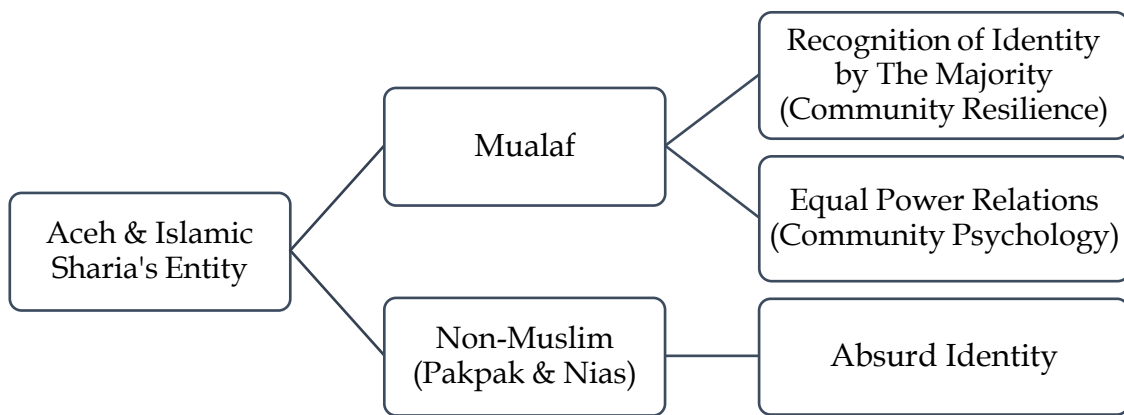 Aceh & Islamic
Sharia's Entity
Mualaf
Recognition of Identity
by The Majority
(Community Resilience)
Equal Power Relations
(Community Psychology)
Non-Muslim
(Pakpak & Nias)
Absurd Identity